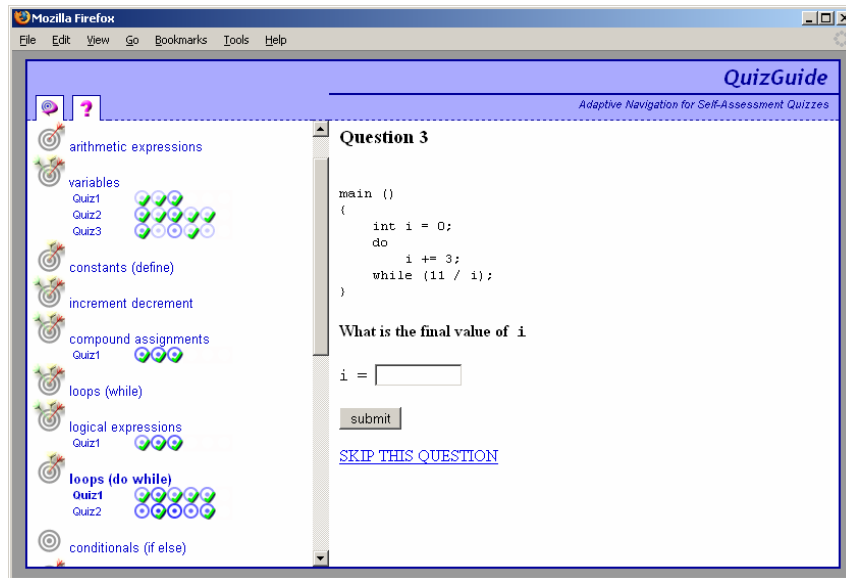 Mozilla Firefox
File Edit View Go Bookmarks Tools Help
QuizGuide
Adaptive Navigation for Self-Assessment Quizzes
?
arithmetic expressions
variables
Quiz1
Quiz2
Quiz3
constants (define)
increment decrement
compound assignments
Quiz1
loops (while)
logical expressions
Quiz1
loops (do while)
Quiz1
Quiz2
conditionals (if else)
Question 3
main ()
{
int i = 0;
do
i += 3;
while (11 / i);
}
What is the final value of i
i =
submit
SKIP THIS QUESTION